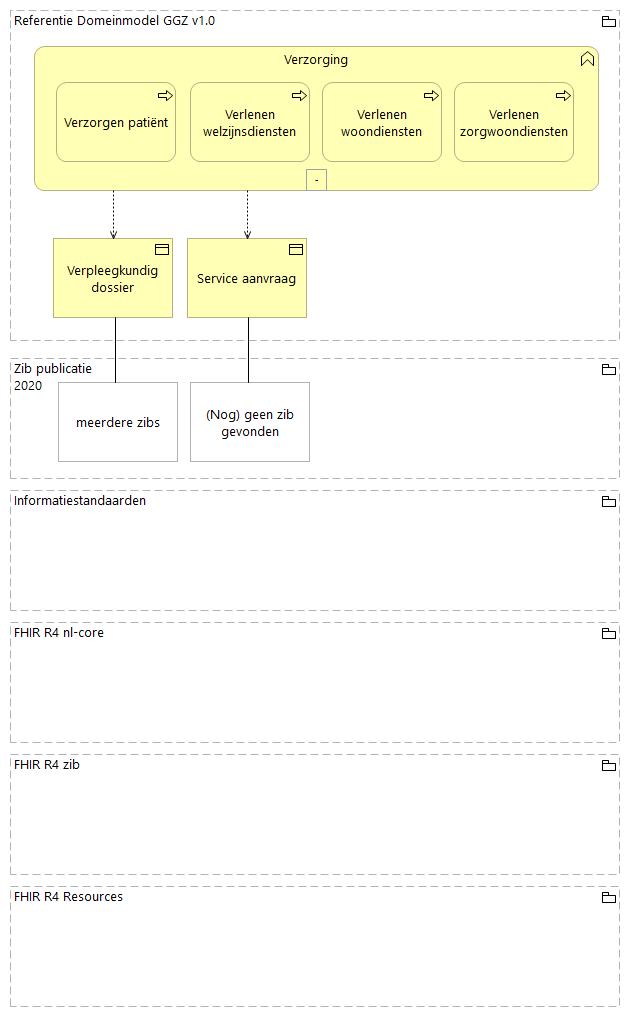 Referentie Domeinmodel GGZ v1.0
Verzorging
Verzorgen patiënt
Verlenen
welzijnsdiensten
Verlenen
woondiensten
Verlenen
zorgwoondiensten
-
Verpleegkundig
dossier
Service aanvraag
Zib publicatie
2020
meerdere zibs
(Nog) geen zib
gevonden
Informatiestandaarden
FHIR R4 nl-core
FHIR R4 zib
FHIR R4 Resources